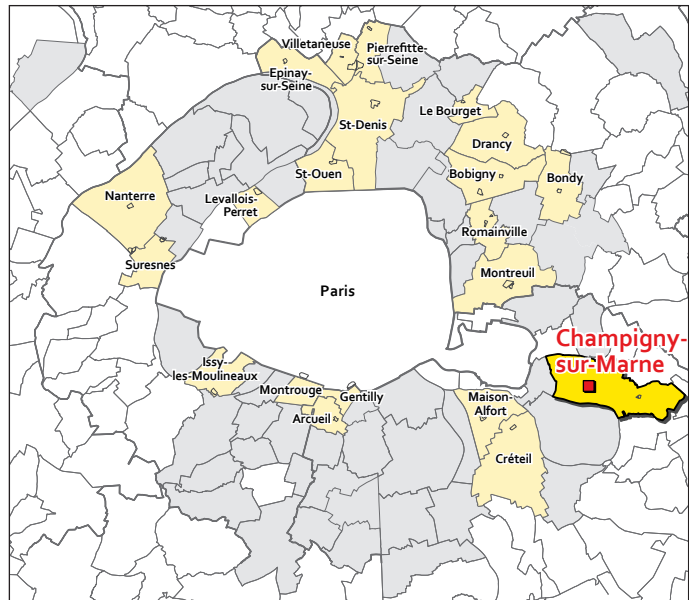 Villetaneuse
Pierrefitte-
sur-Seine
Epinay-
sur-Seine
Le Bourget
St-Denis
Drancy
St-Ouen
Bobigny
Bondy
Nanterre
Levallois-
Perret
Romainville
Suresnes
Montreuil
Paris
Champigny-
sur-Marne
Issy-
les-Moulineaux
Montrouge
Gentilly
Maison-
Alfort
Arcueil
Créteil